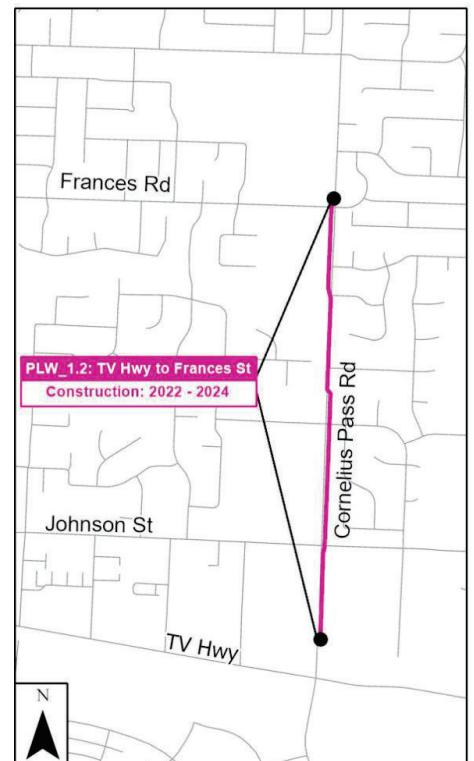 Frances Rd
PLW_1.2: TV Hwy to Frances St
Construction: 2022 - 2024
Cornelius Pass Rd
Johnson St
TV Hwy
N